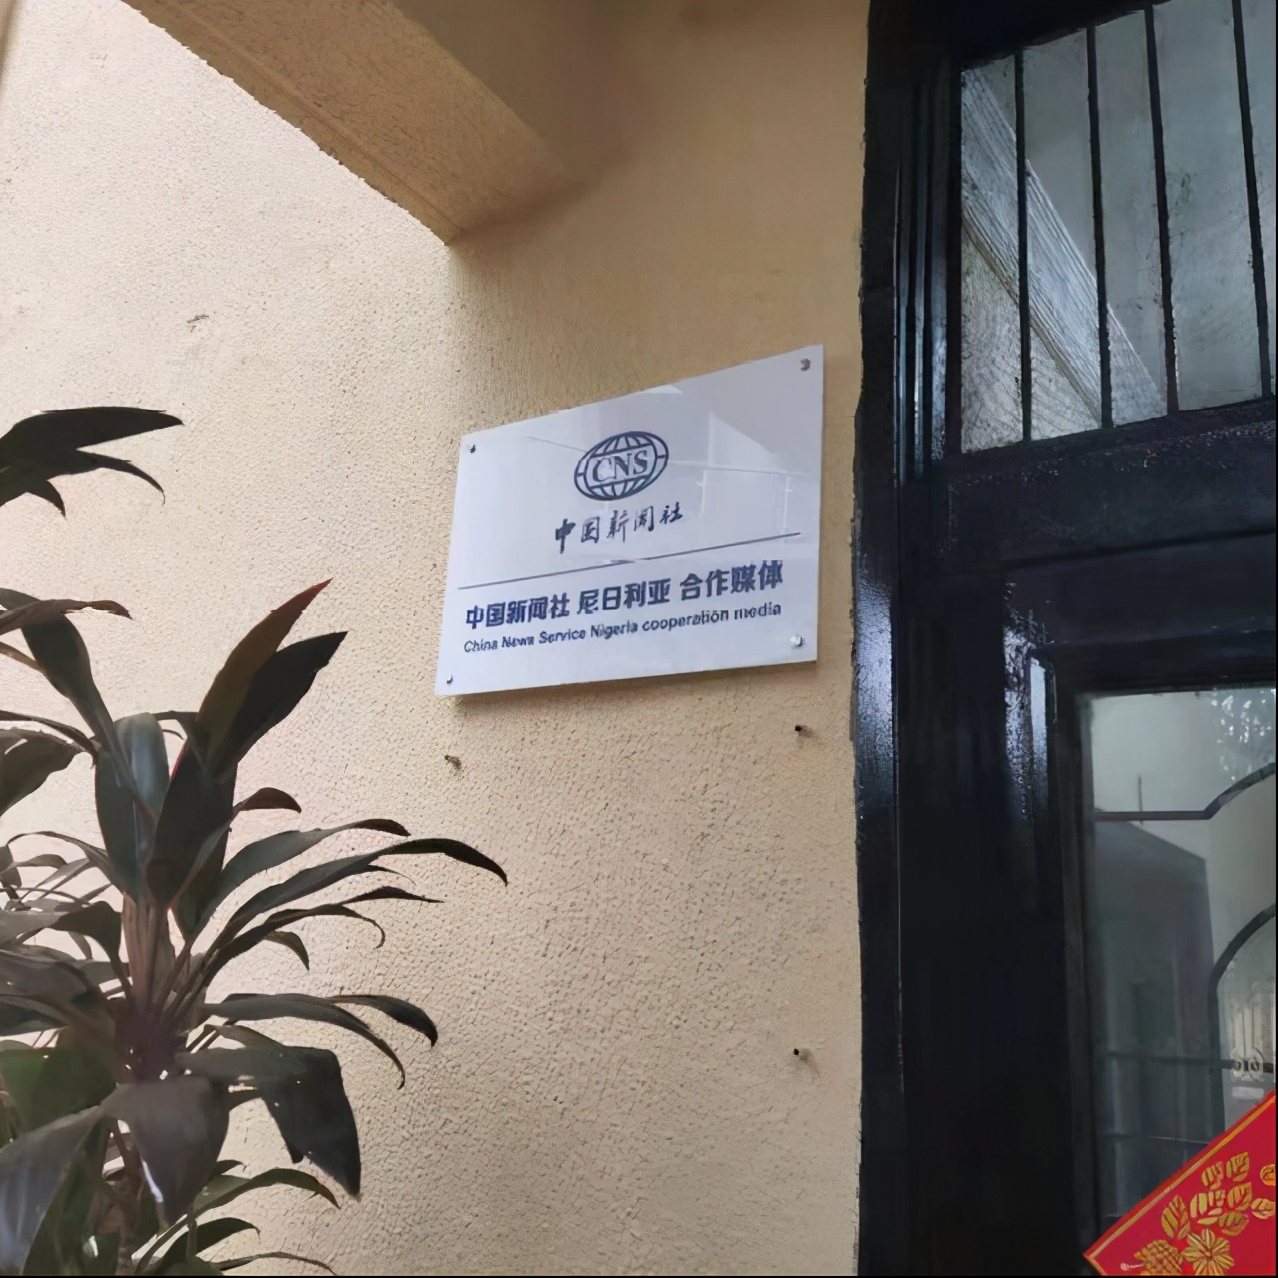 CNS
中国新闻社
中国新闻社 尼日利亚 合作媒体
China News Service Nigeria cooperation media